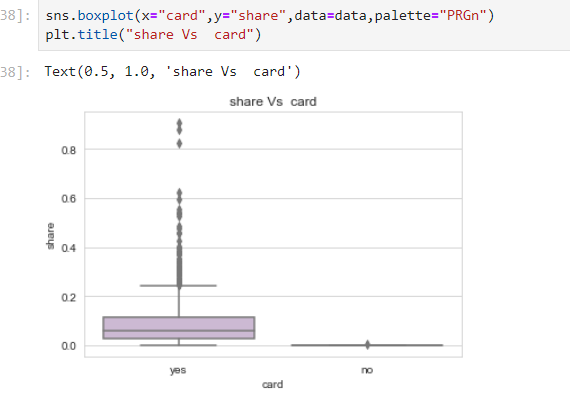 38]: sns.boxplot(x="card",y="share",data=data,palette="PRGn")
plt.title("share Vs  card")
38]: Text(0.5, 1.0, 'share Vs  card')
share Vs  card
0.8
0.6
0.4
0.2
0.0
share
yes
no
card